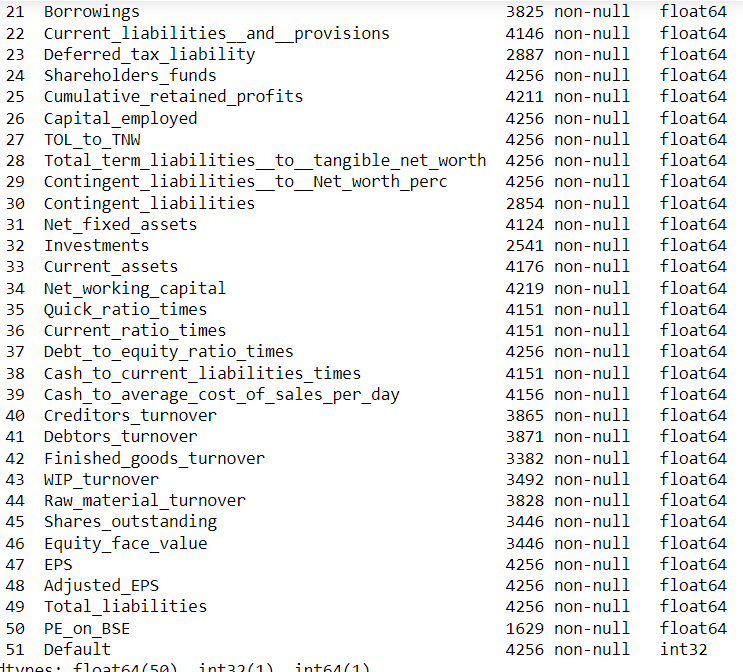 21 Borrowings 3825 non-null float64
22 Current_liabilities__and__provisions 4146 non-null float64
23 Deferred_tax_liability 2887 non-null float64
24 Shareholders_funds 4256 non-null float64
25 Cumulative_retained_profits 4211 non-null float64
26 Capital_employed 4256 non-null float64
27 TOL_to_TNW 4256 non-null float64
28 Total_term_liabilities__to__tangible_net_worth 4256 non-null float64
29 Contingent_liabilities__to__Net_worth_perc 4256 non-null float64
30 Contingent_liabilities 2854 non-null float64
31 Net_fixed_assets 4124 non-null float64
32 Investments 2541 non-null float64
33 Current_assets 4176 non-null float64
34 Net_working_capital 4219 non-null float64
35 Quick_ratio_times 4151 non-null float64
36 Current_ratio_times 4151 non-null float64
37 Debt_to_equity_ratio_times 4256 non-null float64
38 Cash_to_current_liabilities_times 4151 non-null float64
39 Cash_to_average_cost_of_sales_per_day 4156 non-null float64
40 Creditors_turnover 3865 non-null float64
41 Debtors_turnover 3871 non-null float64
42 Finished_goods_turnover 3382 non-null float64
43 WIP_turnover 3492 non-null float64
44 Raw_material_turnover 3828 non-null float64
45 Shares_outstanding 3446 non-null float64
46 Equity_face_value 3446 non-null float64
47 EPS 4256 non-null float64
48 Adjusted_EPS 4256 non-null float64
49 Total_liabilities 4256 non-null float64
50 PE_on_BSE 1629 non-null float64
51 Default 4256 non-null int32
dtypes: float64(50), int32(1), int64(1)